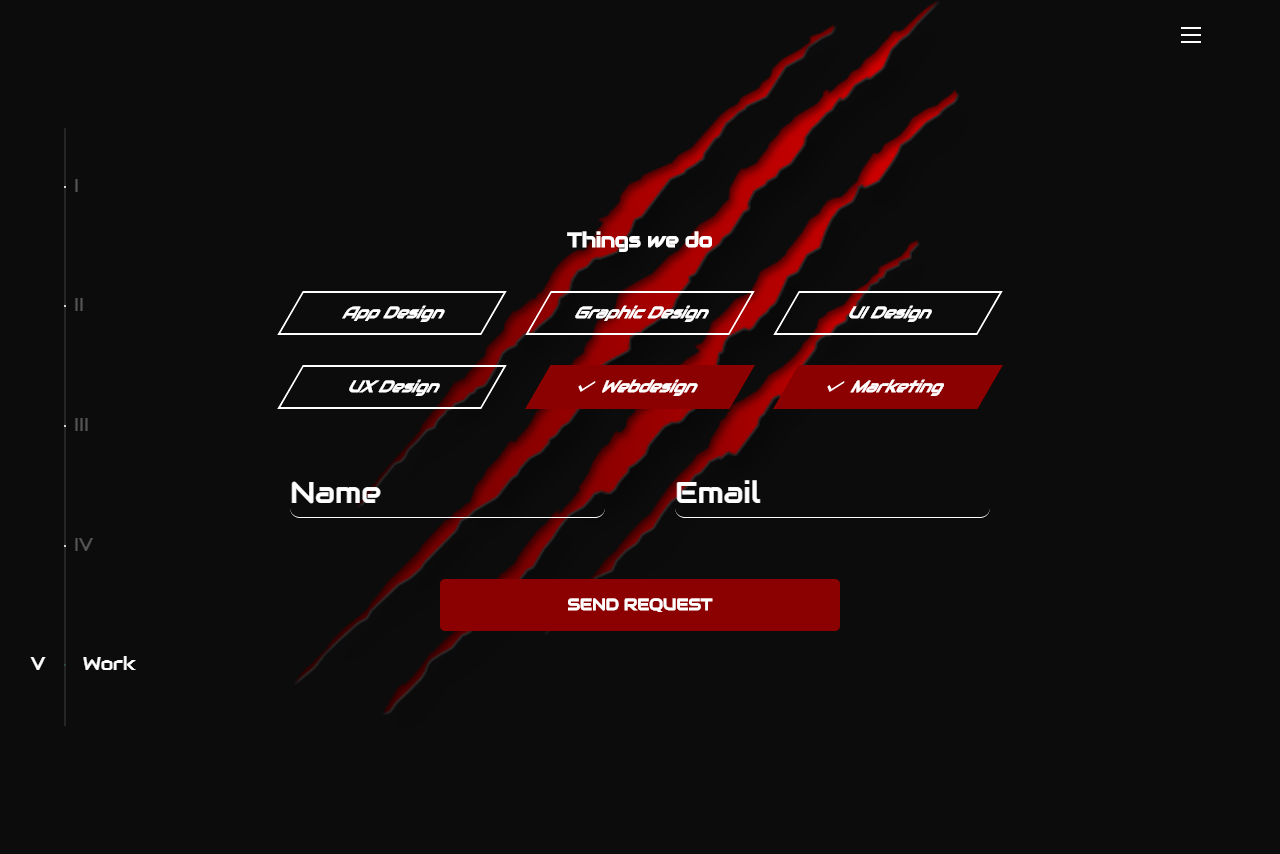 I
II
III
IV
V Work
Things we do
App Design Graphic Design UI Design
UX Design ✓ Webdesign ✓ Marketing
Name Email
SEND REQUEST